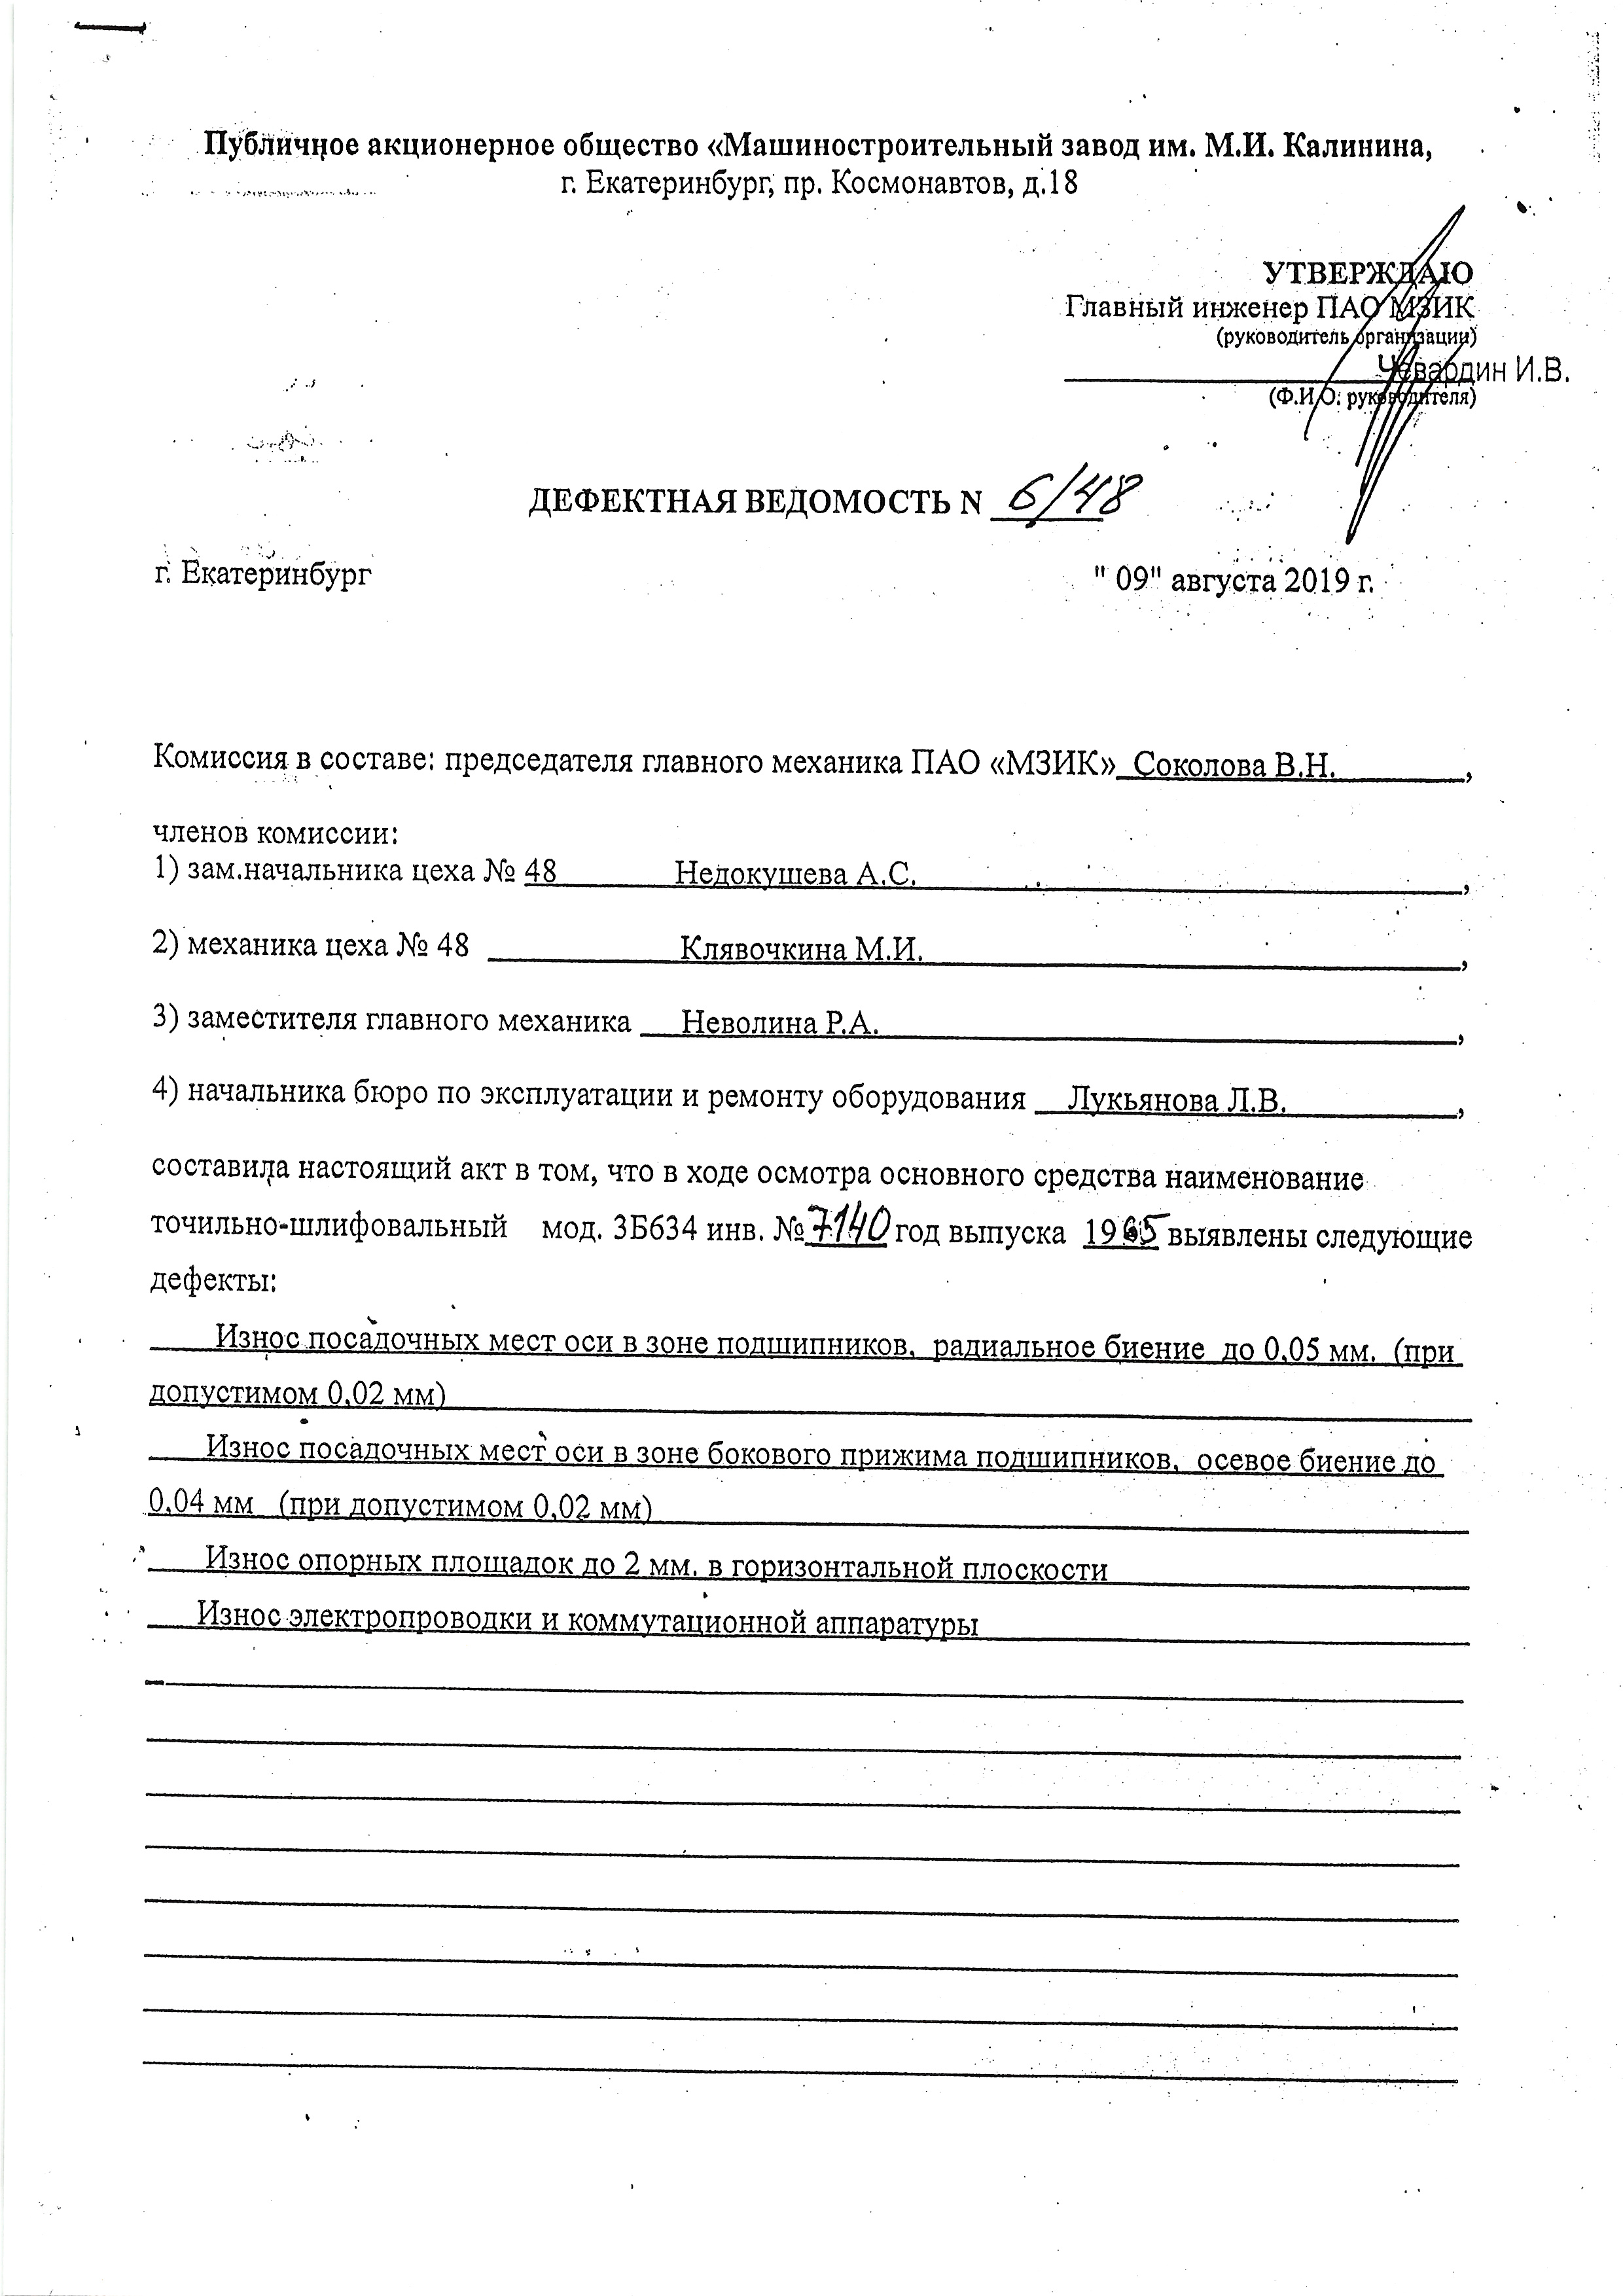 Публичное акционерное общество «Машиностроительный завод им. М.И. Калинина,
г. Екатеринбург, пр. Космонавтов, д.18
УТВЕРЖДАЮ
Главный инженер ПАО МЗИК
(руководитель организации)
Чевардин И.В.
(Ф.И.О. руководителя)
ДЕФЕКТНАЯ ВЕДОМОСТЬ N 6/48
г. Екатеринбург " 09" августа 2019 г.
Комиссия в составе: председателя главного механика ПАО «МЗИК» Соколова В.Н. ,
членов комиссии:
1) зам.начальника цеха № 48 Недокушева А.С. ,
2) механика цеха № 48 Клявочкина М.И. ,
3) заместителя главного механика Неволина Р.А. ,
4) начальника бюро по эксплуатации и ремонту оборудования Лукьянова Л.В. ,
составила настоящий акт в том, что в ходе осмотра основного средства наименование
точильно-шлифовальный мод. 3Б634 инв. № 7140 год выпуска 1965 выявлены следующие
дефекты:
Износ посадочных мест оси в зоне подшипников, радиальное биение до 0,05 мм. (при
допустимом 0,02 мм)
Износ посадочных мест оси в зоне бокового прижима подшипников, осевое биение до
0,04 мм (при допустимом 0,02 мм)
Износ опорных площадок до 2 мм. в горизонтальной плоскости
Износ электропроводки и коммутационной аппаратуры